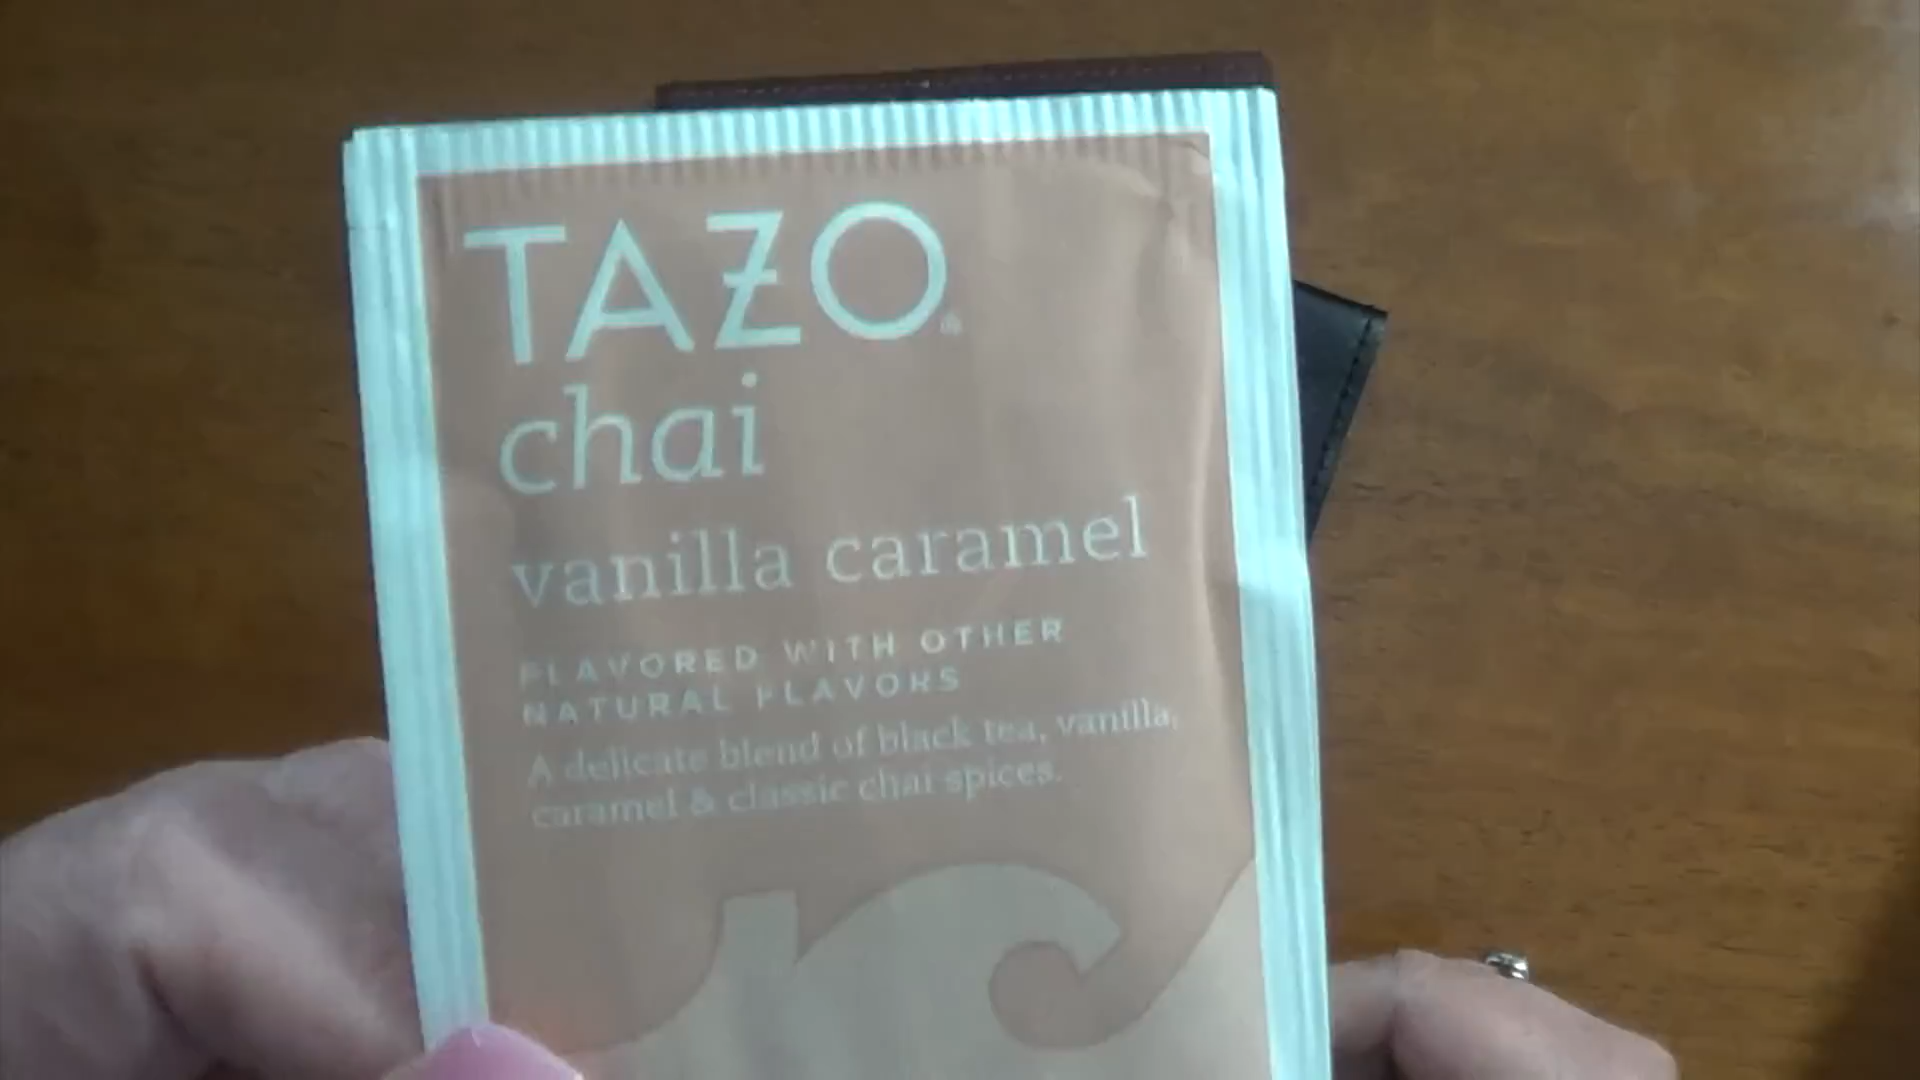 TAZO®
chai
vanilla caramel
FLAVORED WITH OTHER
NATURAL FLAVORS
A delicate blend of black tea, vanilla,
caramel & classic chai spices.